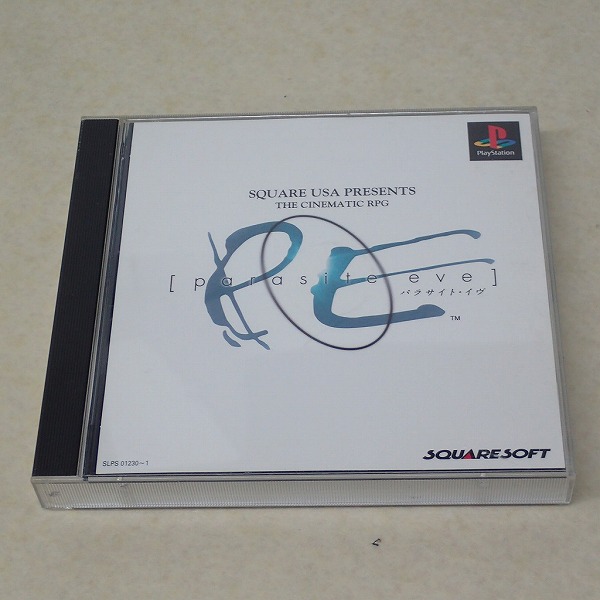 PlayStation
SQUARE USA PRESENTS
THE CINEMATIC RPG
PE
[ parasite eve ]
パラサイト・イヴ
TM
SLPS 01230~1
SQUARESOFT